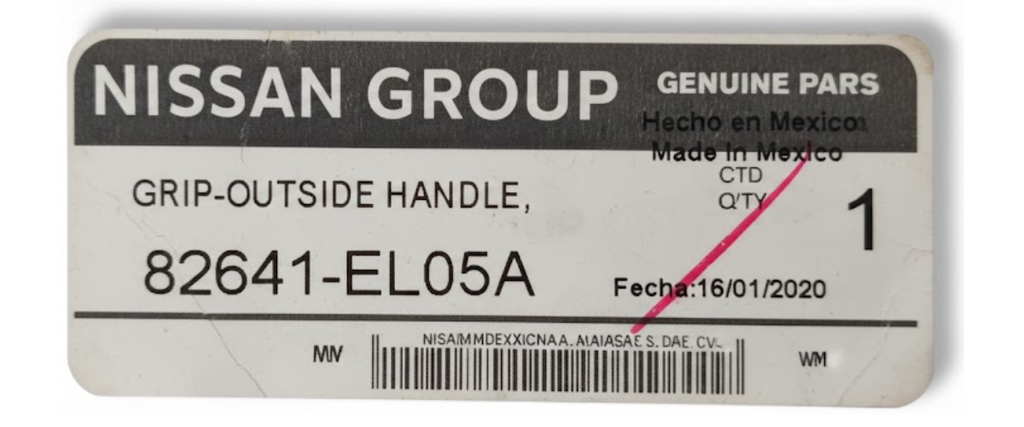 NISSAN GROUP
GENUINE PARS
Hecho en Mexico
Made In Mexico
CTD
Q'TY
1
GRIP-OUTSIDE HANDLE,
82641-EL05A
Fecha:16/01/2020
MV
WM